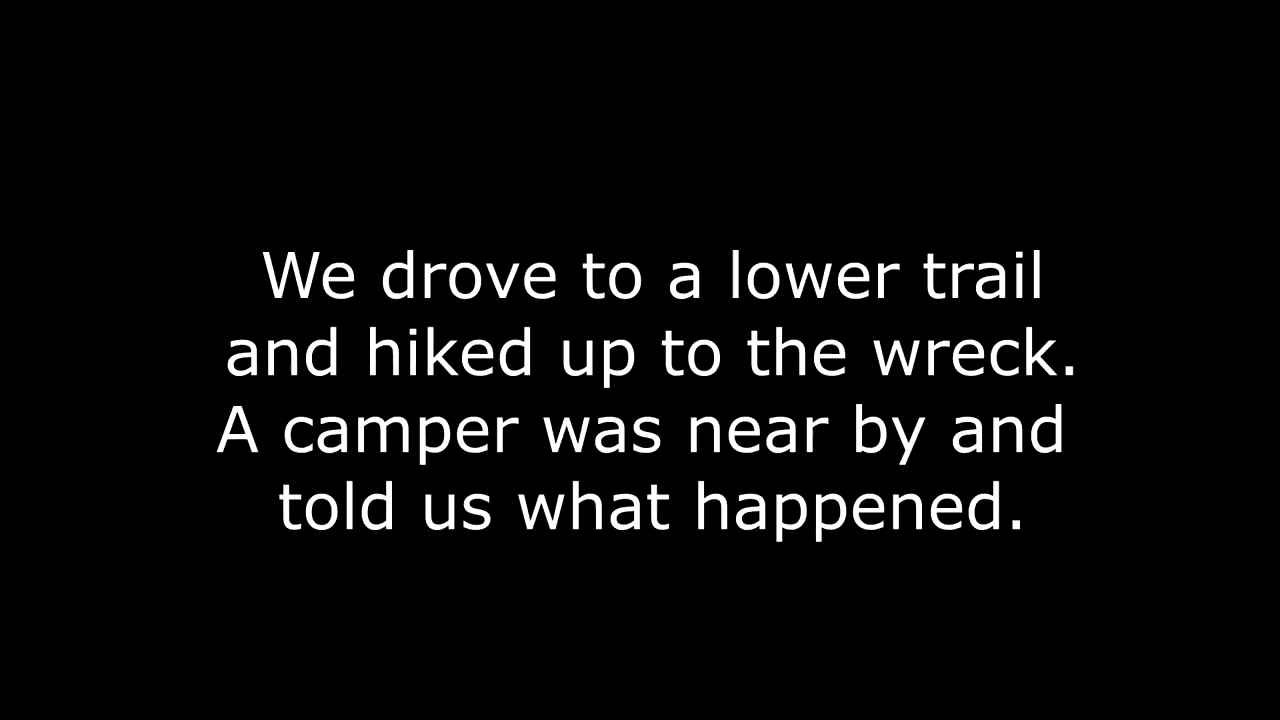 We drove to a lower trail
and hiked up to the wreck.
A camper was near by and
told us what happened.